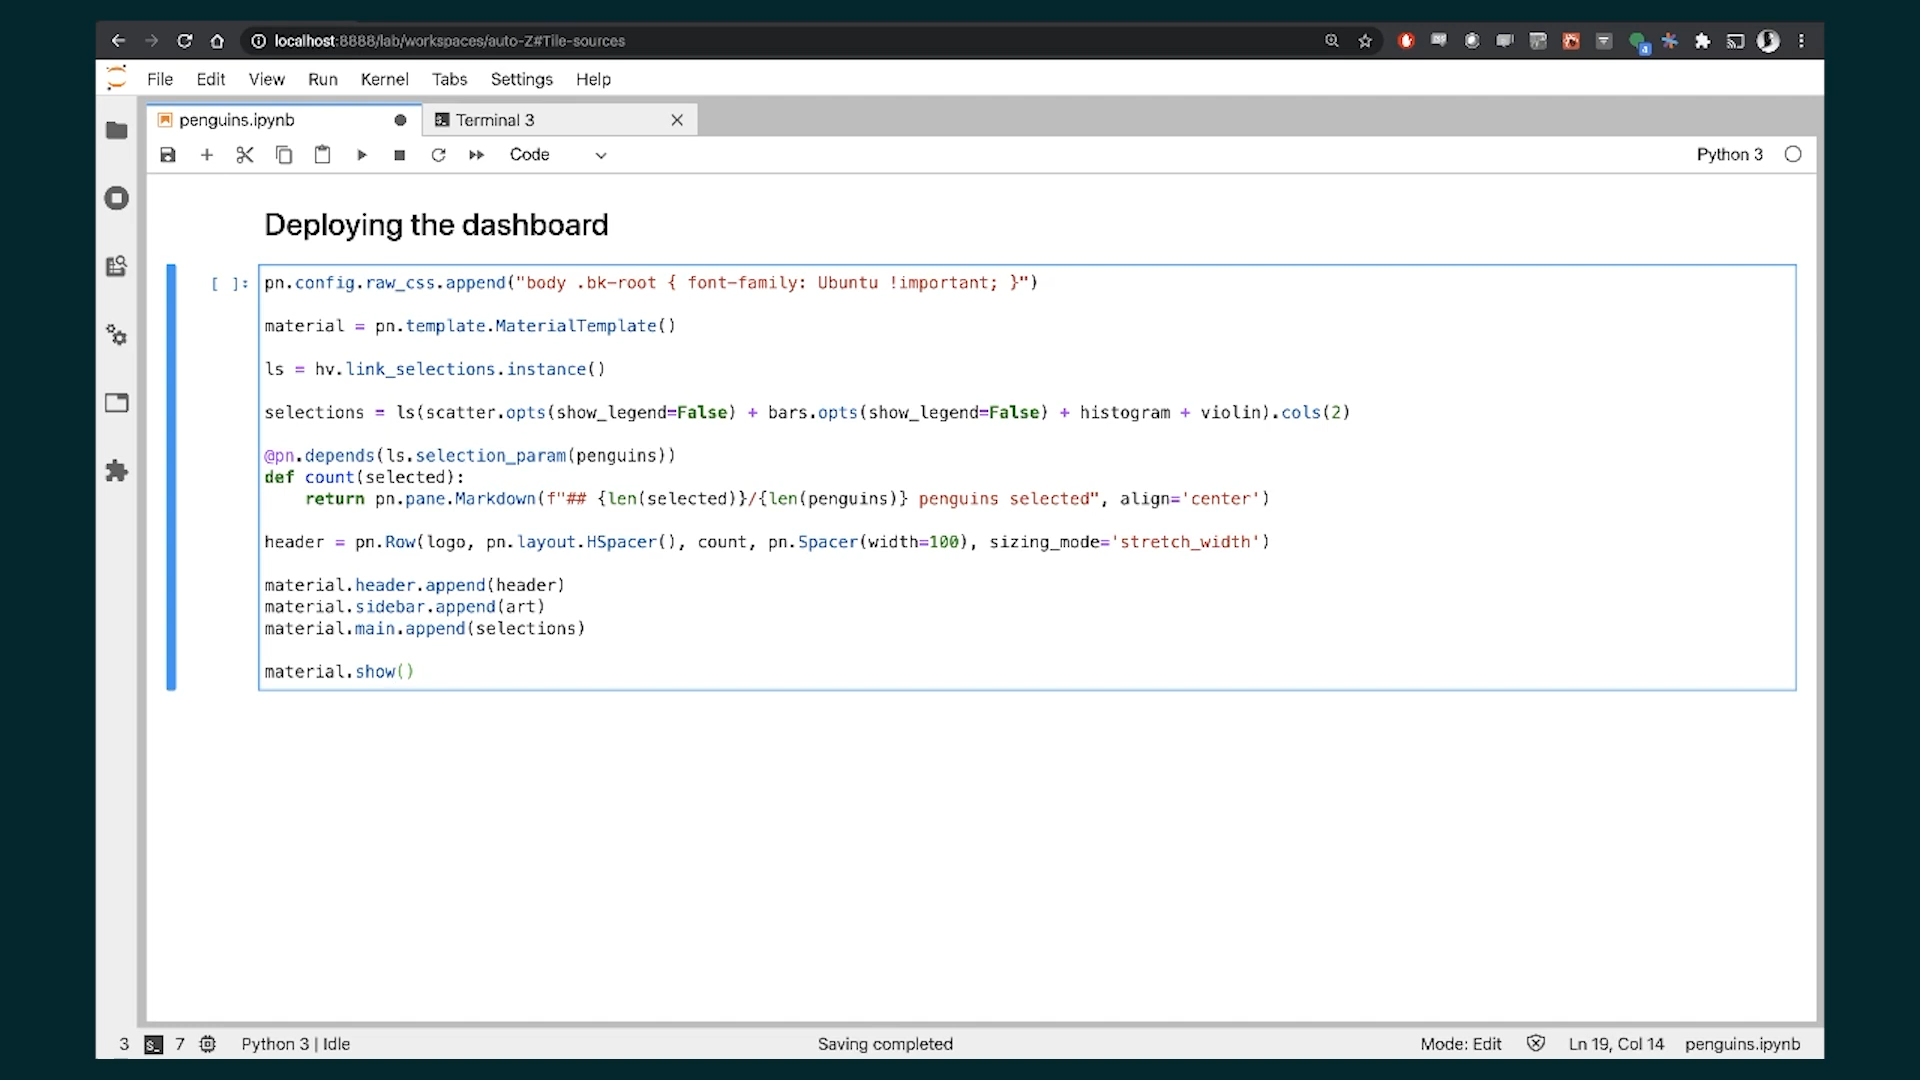 localhost:8888/lab/workspaces/auto-Z#Tile-sources
File Edit View Run Kernel Tabs Settings Help
penguins.ipynb Terminal 3
Code Python 3
Deploying the dashboard
[ ]: pn.config.raw_css.append("body .bk-root { font-family: Ubuntu !important; }")
material = pn.template.MaterialTemplate()
ls = hv.link_selections.instance()
selections = ls(scatter.opts(show_legend=False) + bars.opts(show_legend=False) + histogram + violin).cols(2)
@pn.depends(ls.selection_param(penguins))
def count(selected):
    return pn.pane.Markdown(f"## {len(selected)}/{len(penguins)} penguins selected", align='center')
header = pn.Row(logo, pn.layout.HSpacer(), count, pn.Spacer(width=100), sizing_mode='stretch_width')
material.header.append(header)
material.sidebar.append(art)
material.main.append(selections)
material.show()
3 7 Python 3 | Idle Saving completed Mode: Edit Ln 19, Col 14 penguins.ipynb